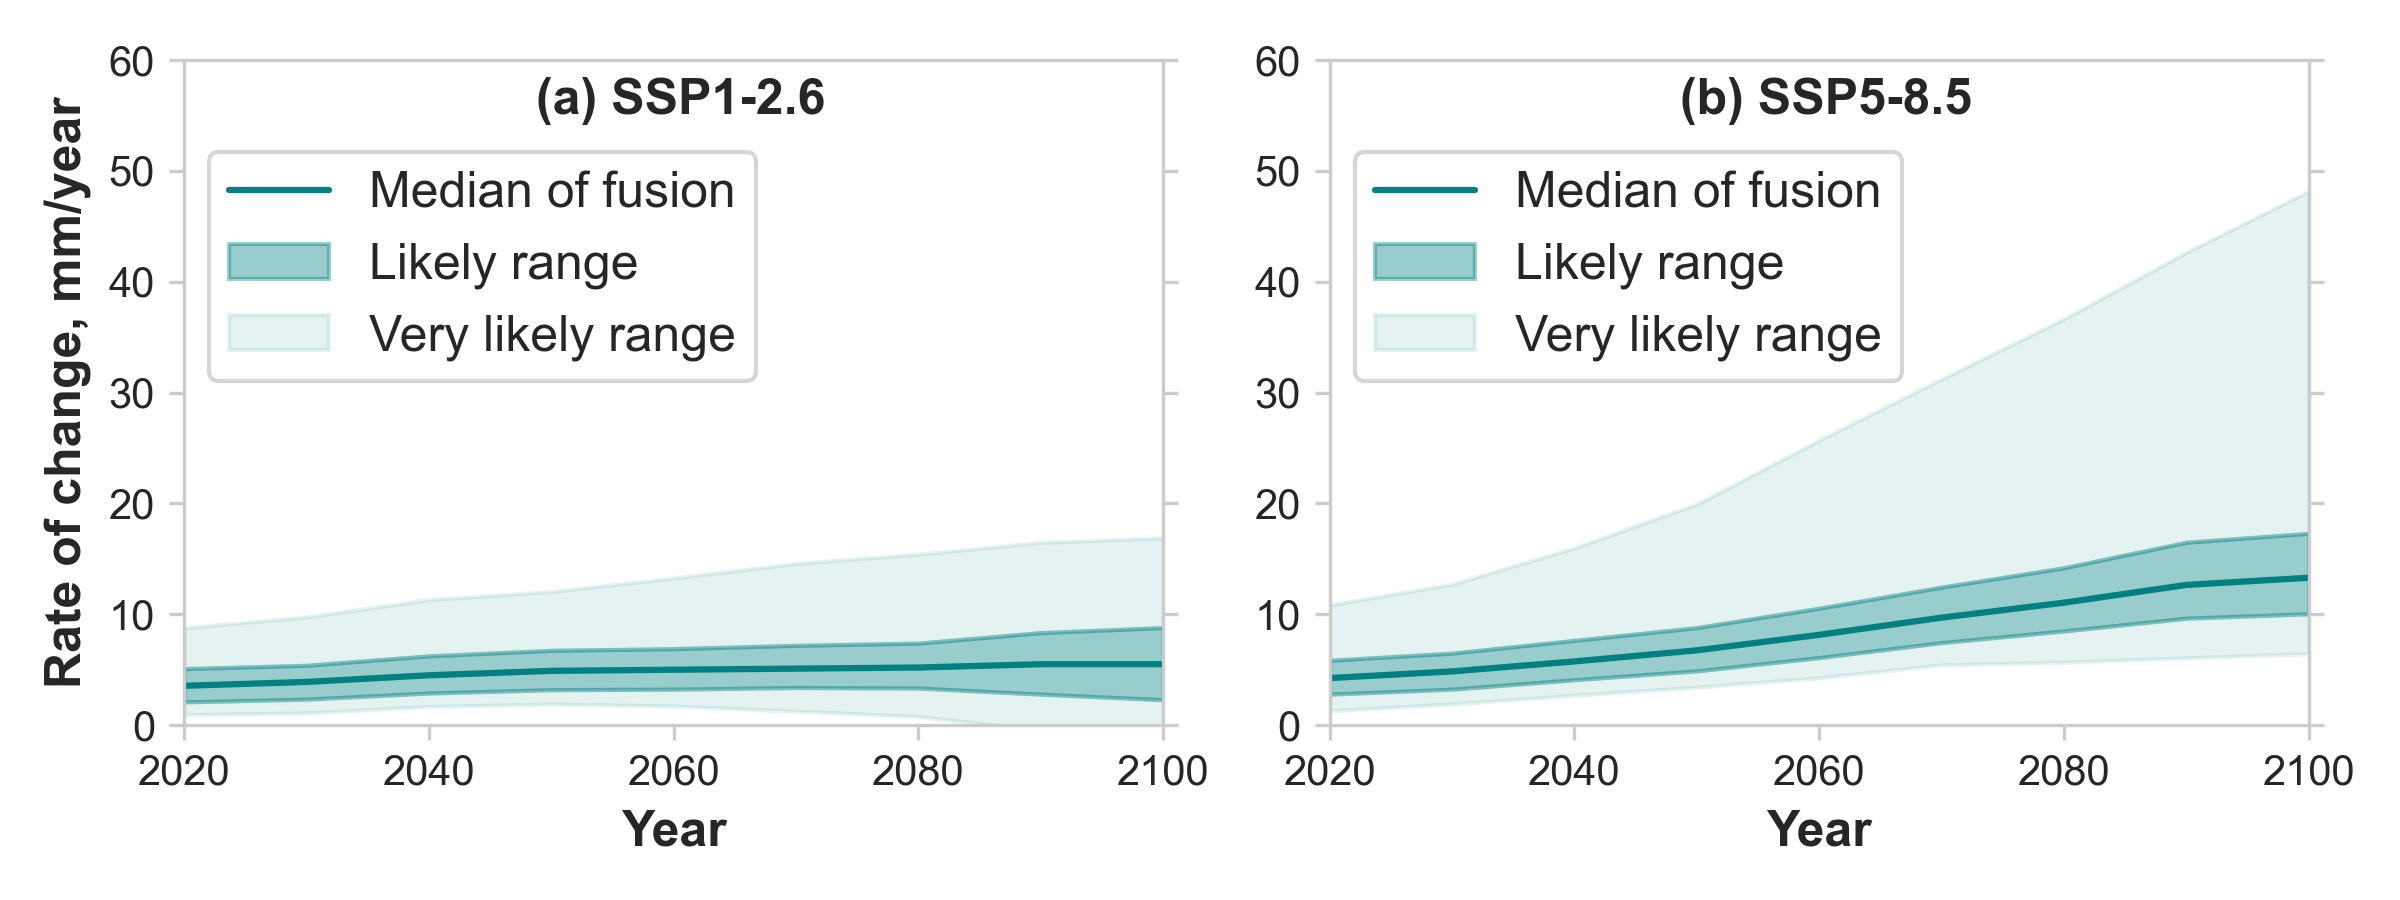 (a) SSP1-2.6
Median of fusion
Likely range
Very likely range
Rate of change, mm/year
60
50
40
30
20
10
0
2020
2040
2060
2080
2100
Year
(b) SSP5-8.5
Median of fusion
Likely range
Very likely range
60
50
40
30
20
10
0
2020
2040
2060
2080
2100
Year